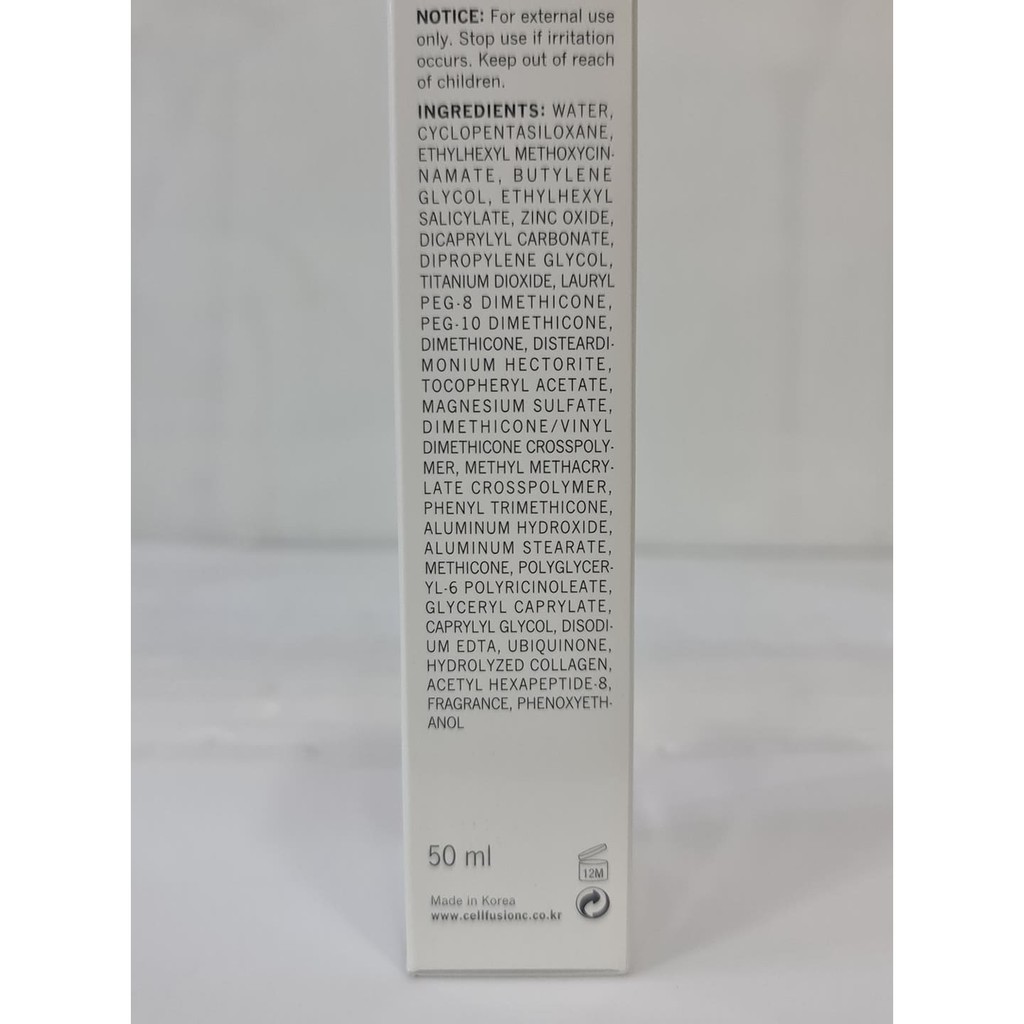 NOTICE: For external use
only. Stop use if irritation
occurs. Keep out of reach
of children.
INGREDIENTS: WATER,
CYCLOPENTASILOXANE,
ETHYLHEXYL METHOXYCIN-
NAMATE, BUTYLENE
GLYCOL, ETHYLHEXYL
SALICYLATE, ZINC OXIDE,
DICAPRYLYL CARBONATE,
DIPROPYLENE GLYCOL,
TITANIUM DIOXIDE, LAURYL
PEG-8 DIMETHICONE,
PEG-10 DIMETHICONE,
DIMETHICONE, DISTEARDI-
MONIUM HECTORITE,
TOCOPHERYL ACETATE,
MAGNESIUM SULFATE,
DIMETHICONE/VINYL
DIMETHICONE CROSSPOLY-
MER, METHYL METHACRY-
LATE CROSSPOLYMER,
PHENYL TRIMETHICONE,
ALUMINUM HYDROXIDE,
ALUMINUM STEARATE,
METHICONE, POLYGLYCER-
YL-6 POLYRICINOLEATE,
GLYCERYL CAPRYLATE,
CAPRYLYL GLYCOL, DISODI-
UM EDTA, UBIQUINONE,
HYDROLYZED COLLAGEN,
ACETYL HEXAPEPTIDE-8,
FRAGRANCE, PHENOXYETH-
ANOL
50 ml
12M
Made in Korea
www.cellfusionc.co.kr